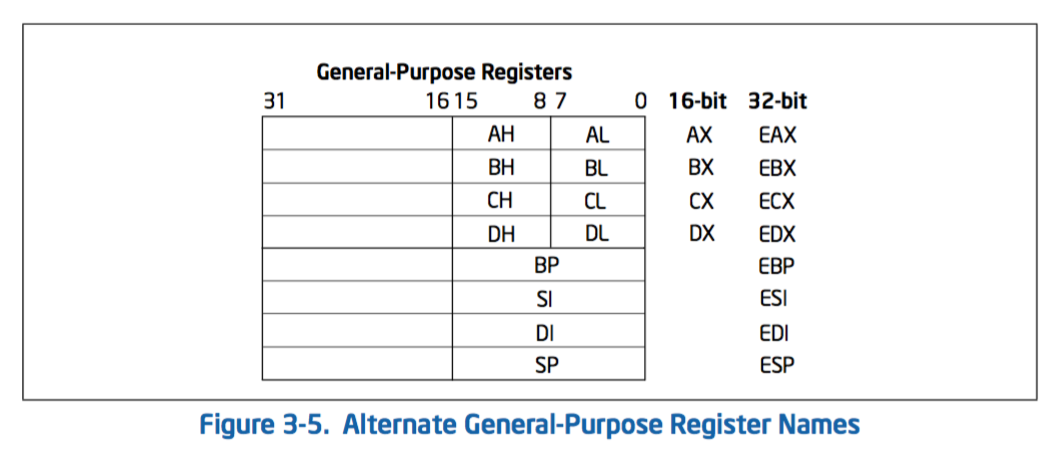 General-Purpose Registers
31 16 15 8 7 0 16-bit 32-bit
AH AL AX EAX
BH BL BX EBX
CH CL CX ECX
DH DL DX EDX
BP EBP
SI ESI
DI EDI
SP ESP
Figure 3-5. Alternate General-Purpose Register Names